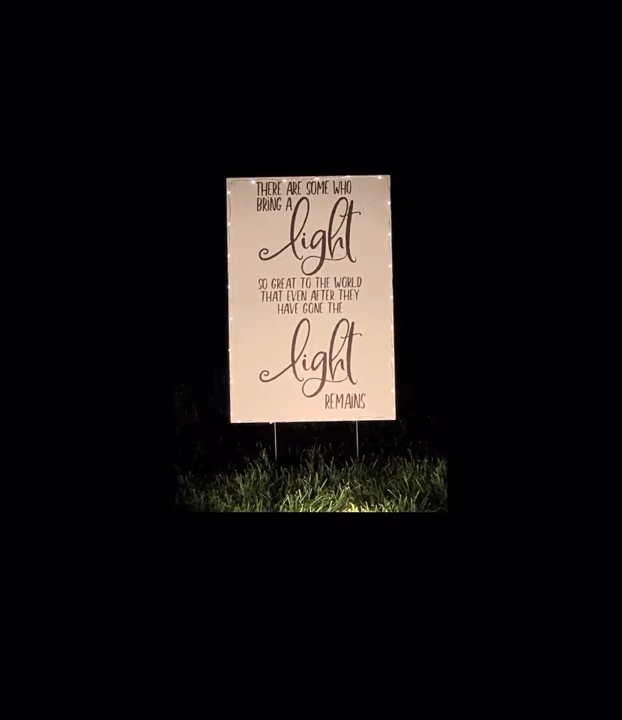 THERE ARE SOME WHO
BRING A
light
SO GREAT TO THE WORLD
THAT EVEN AFTER THEY
HAVE GONE THE
light
REMAINS